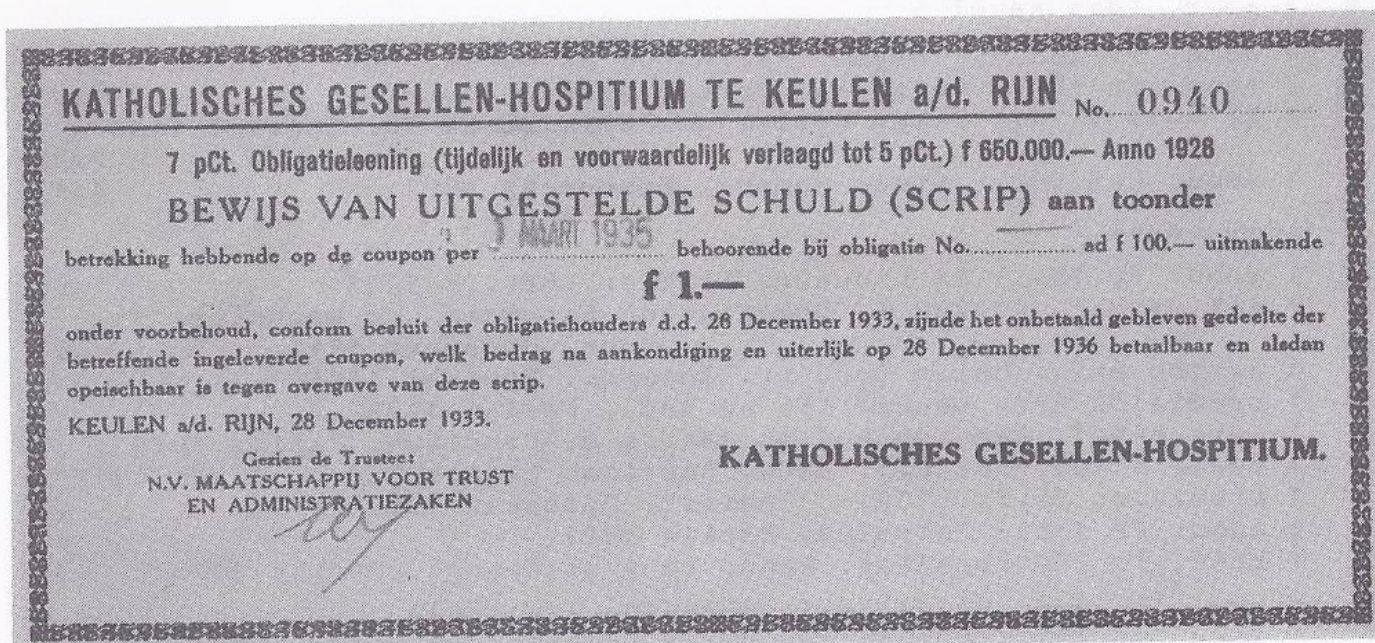 KATHOLISCHES GESELLEN-HOSPITIUM TE KEULEN a/d. RIJN No. 0940
7 pCt. Obligatieleening (tijdelijk en voorwaardelijk verlaagd tot 5 pCt.) f 650.000.— Anno 1928
BEWIJS VAN UITGESTELDE SCHULD (SCRIP) aan toonder
betrekking hebbende op de coupon per 1 MAART 1935 behoorende bij obligatie No. ad f 100.— uitmakende
f 1.—
onder voorbehoud, conform besluit der obligatiehouders d.d. 28 December 1933, zijnde het onbetaald gebleven gedeelte der
betreffende ingeleverde coupon, welk bedrag na aankondiging en uiterlijk op 28 December 1936 betaalbaar en alsdan
opeischbaar is tegen overgave van deze scrip.
KEULEN a/d. RIJN, 28 December 1933.
Gezien de Trustee:
N.V. MAATSCHAPPIJ VOOR TRUST
EN ADMINISTRATIEZAKEN
KATHOLISCHES GESELLEN-HOSPITIUM.